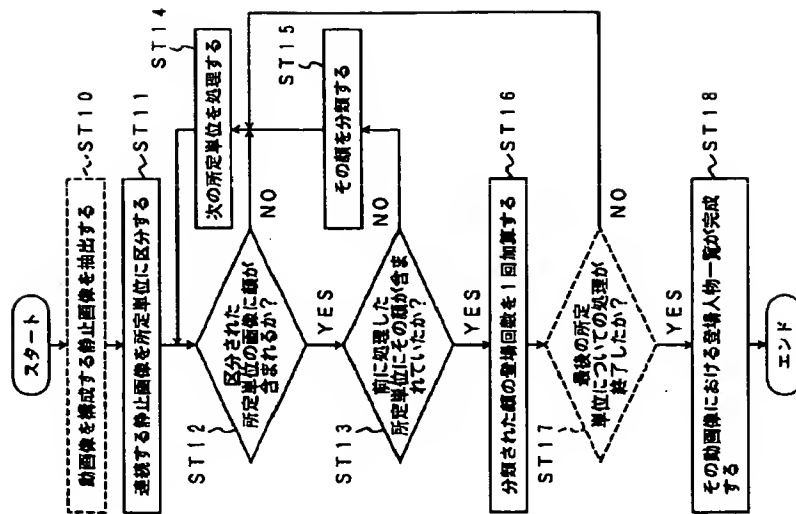 スタート
動画像を構成する静止画像を抽出する
ST10
連続する静止画像を所定単位に区分する
ST11
次の所定単位を処理する
ST14
区分された
所定単位の画像に顔が
含まれるか?
ST12
NO
YES
その顔を分類する
ST15
前に処理した
所定単位にその顔が含ま
れていたか?
ST13
NO
YES
分類された顔の登場回数を1回加算する
ST16
最後の所定
単位についての処理が
終了したか?
ST17
NO
YES
その動画像における登場人物一覧が完成
する
ST18
エンド